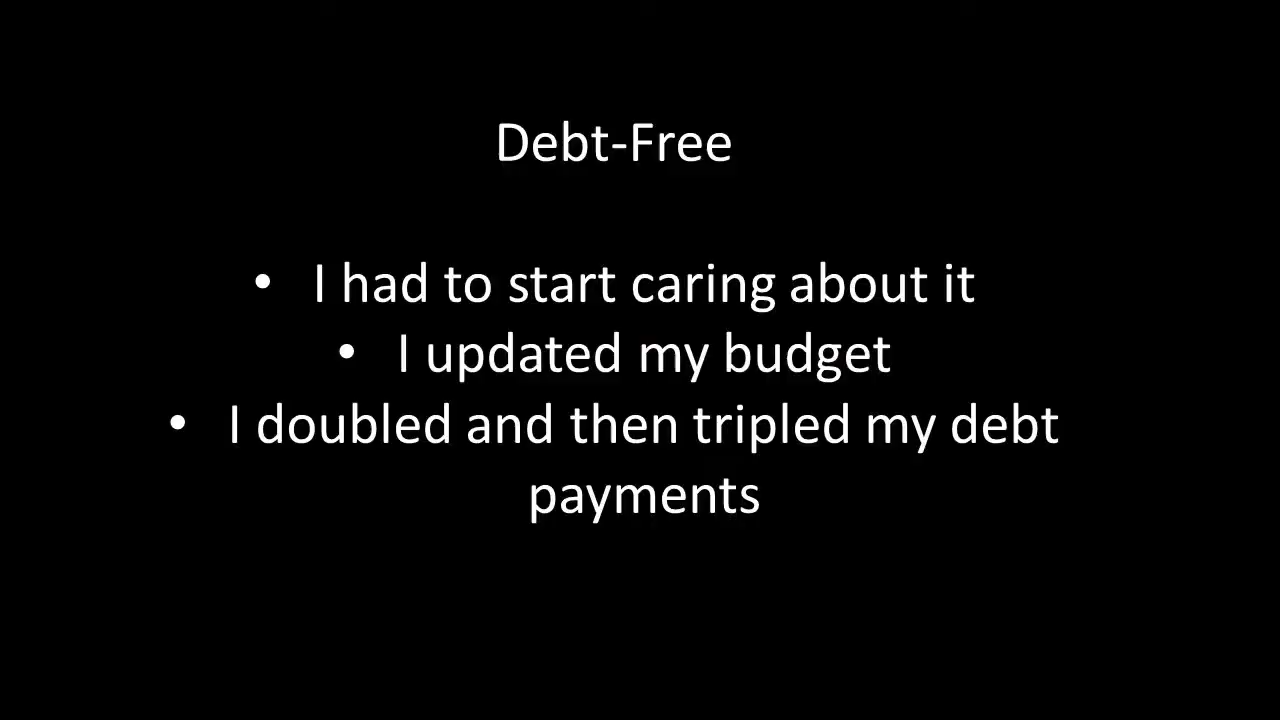 Debt-Free
• I had to start caring about it
• I updated my budget
• I doubled and then tripled my debt
payments